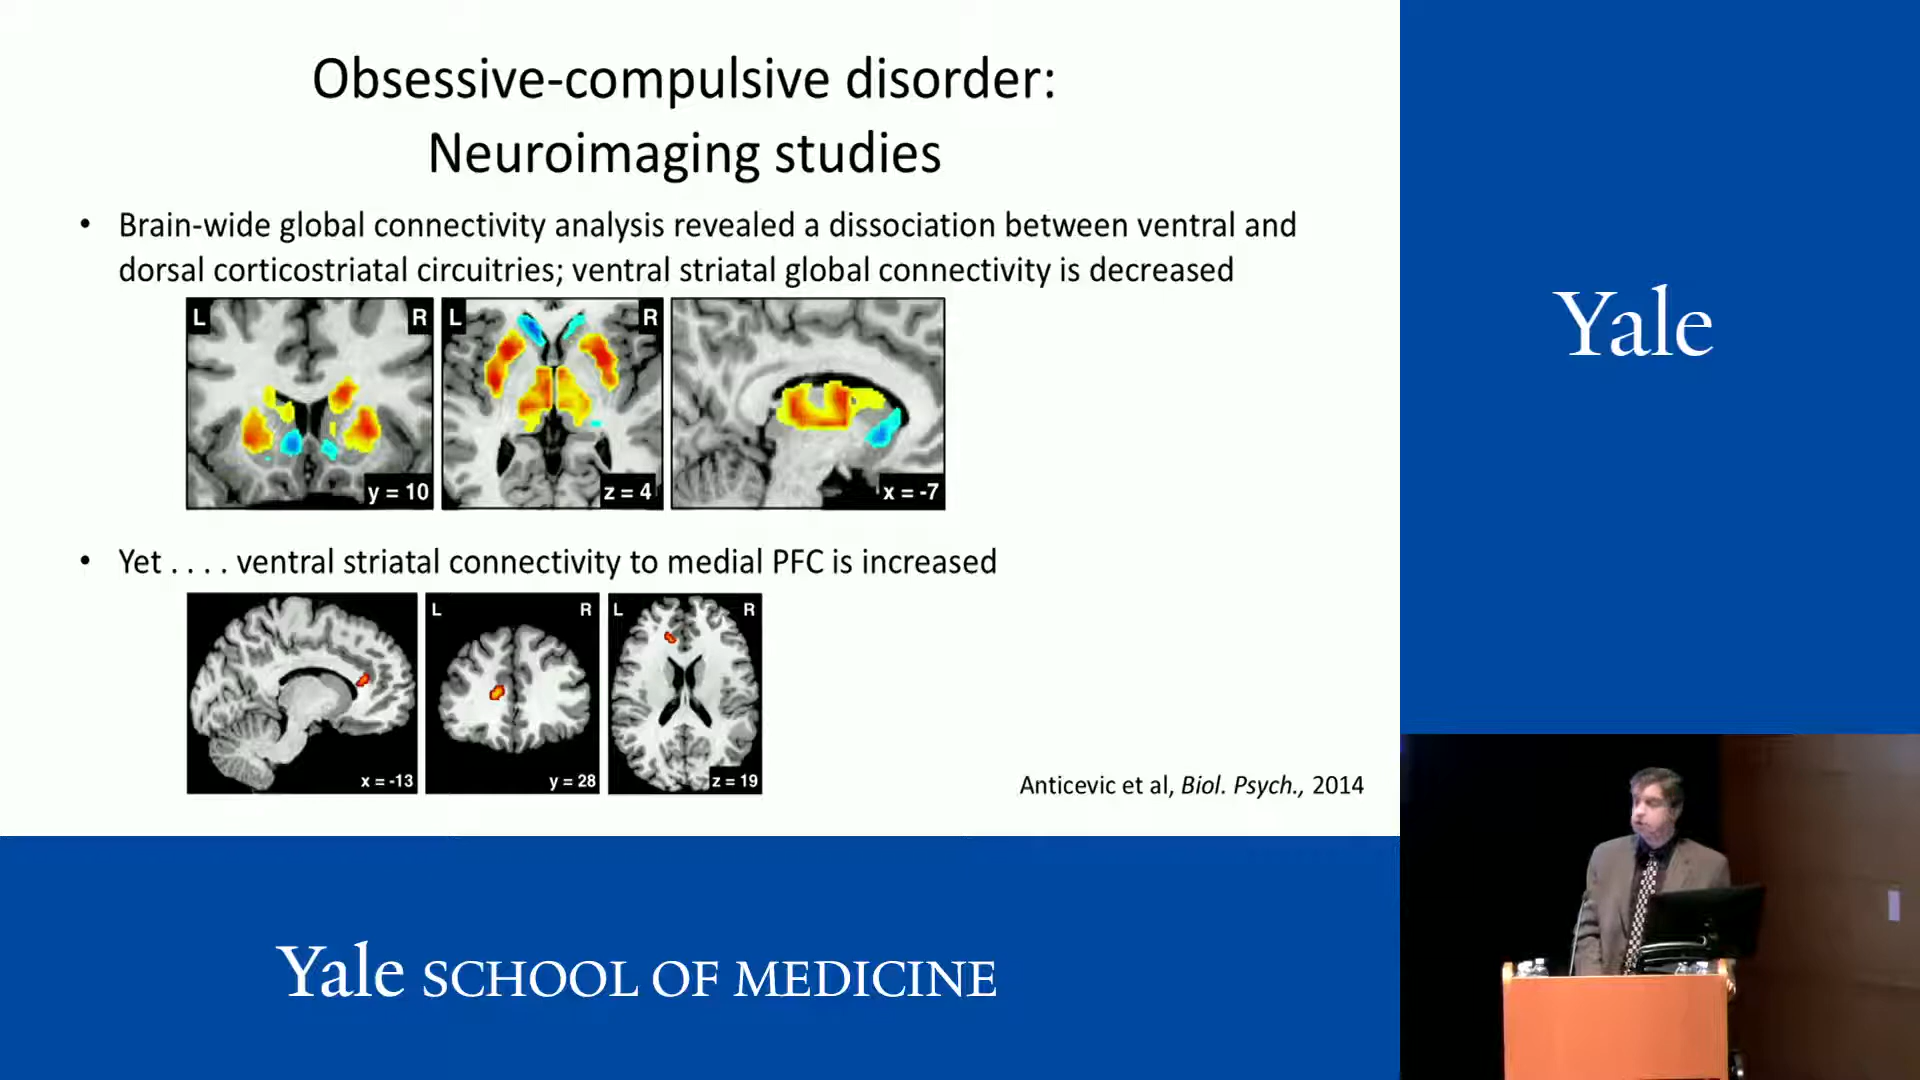 Obsessive-compulsive disorder:
Neuroimaging studies
• Brain-wide global connectivity analysis revealed a dissociation between ventral and
dorsal corticostriatal circuitries; ventral striatal global connectivity is decreased
L R
y = 10
L R
z = 4
x = -7
• Yet . . . . ventral striatal connectivity to medial PFC is increased
x = -13
L R
y = 28
L R
z = 19
Anticevic et al, Biol. Psych., 2014
Yale
Yale SCHOOL OF MEDICINE